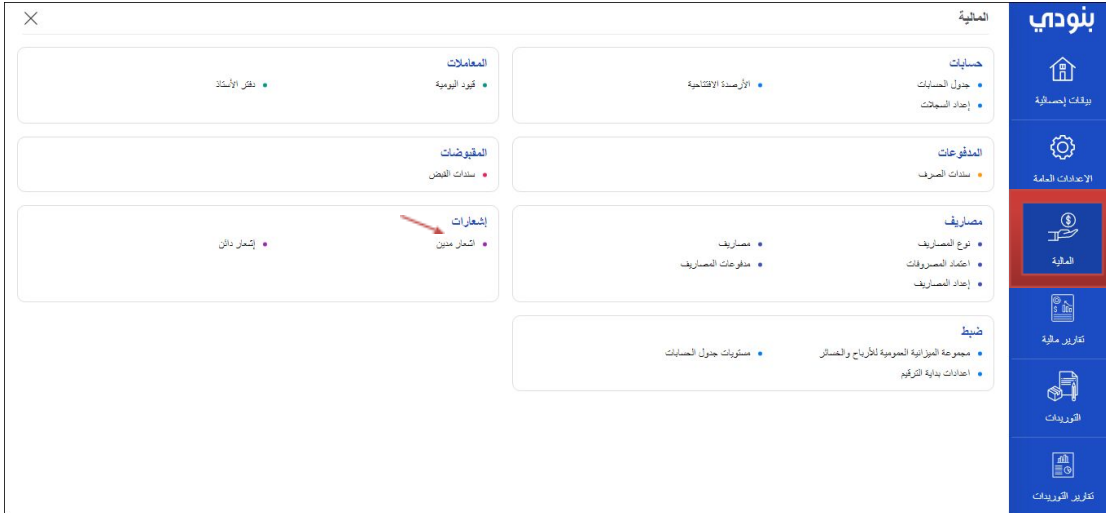 بنودي
بيانات إحصائية
الاعدادات العامة
المالية
تقارير مالية
التوريدات
تقارير التوريدات
المالية
حسابات
جدول الحسابات
الأرصدة الافتتاحية
إعداد السجلات
المعاملات
قيود اليومية
دفتر الأستاذ
المدفوعات
سندات الصرف
المقبوضات
سندات القبض
مصاريف
نوع المصاريف
مصاريف
اعتماد المصروفات
مدفوعات المصاريف
إعداد المصاريف
إشعارات
اشعار مدين
إشعار دائن
ضبط
مجموعة الميزانية العمومية للأرباح والخسائر
مستويات جدول الحسابات
اعدادات بداية الترقيم